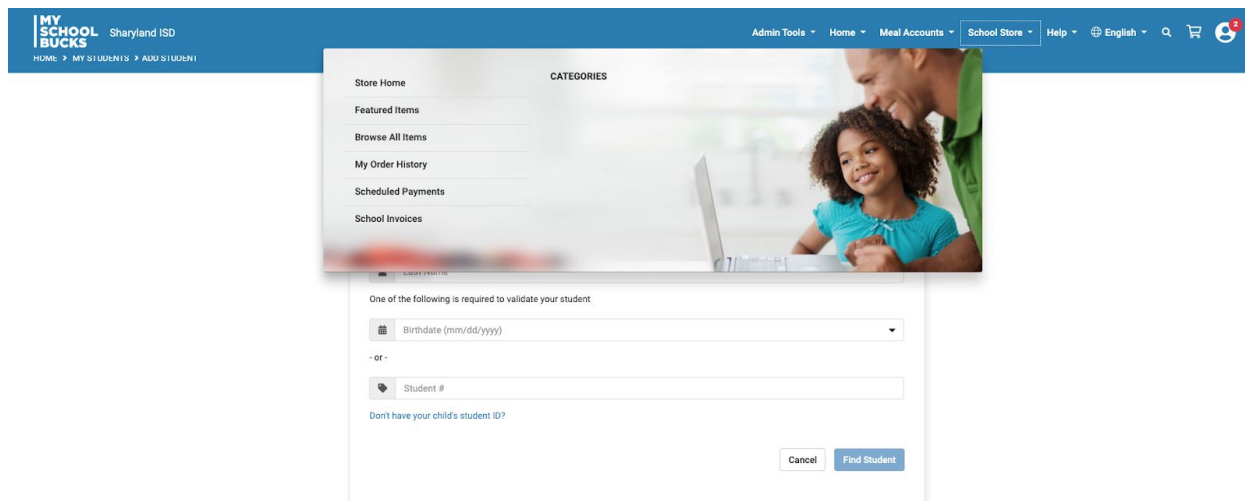 MY
SCHOOL
BUCKS
Sharyland ISD
Admin Tools Home Meal Accounts School Store Help English 2
HOME > MY STUDENTS > ADD STUDENT
CATEGORIES
Store Home
Featured Items
Browse All Items
My Order History
Scheduled Payments
School Invoices
Last Name
One of the following is required to validate your student
Birthdate (mm/dd/yyyy)
- or -
Student #
Don't have your child's student ID?
Cancel Find Student